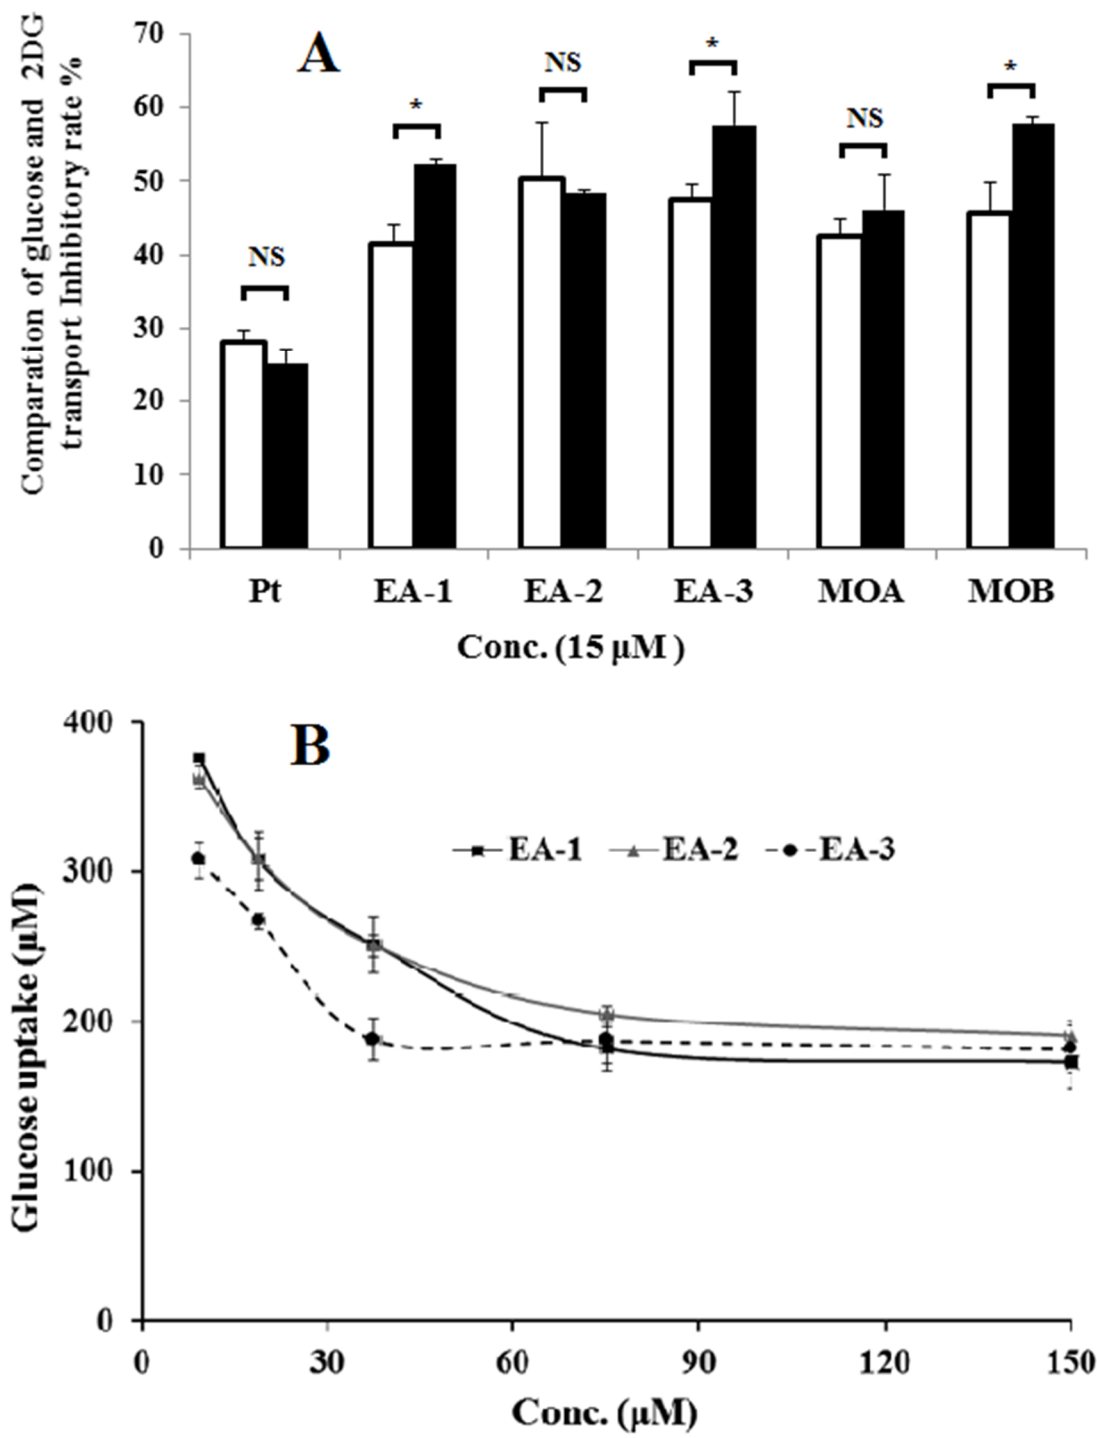 A
Comparation of glucose and 2DG
transport Inhibitory rate %
70
60
50
40
30
20
10
0
NS
*
NS
*
NS
*
Pt EA-1 EA-2 EA-3 MOA MOB
Conc. (15 μM )
B
Glucose uptake (μM)
400
300
200
100
0
EA-1 EA-2 EA-3
0 30 60 90 120 150
Conc. (μM)